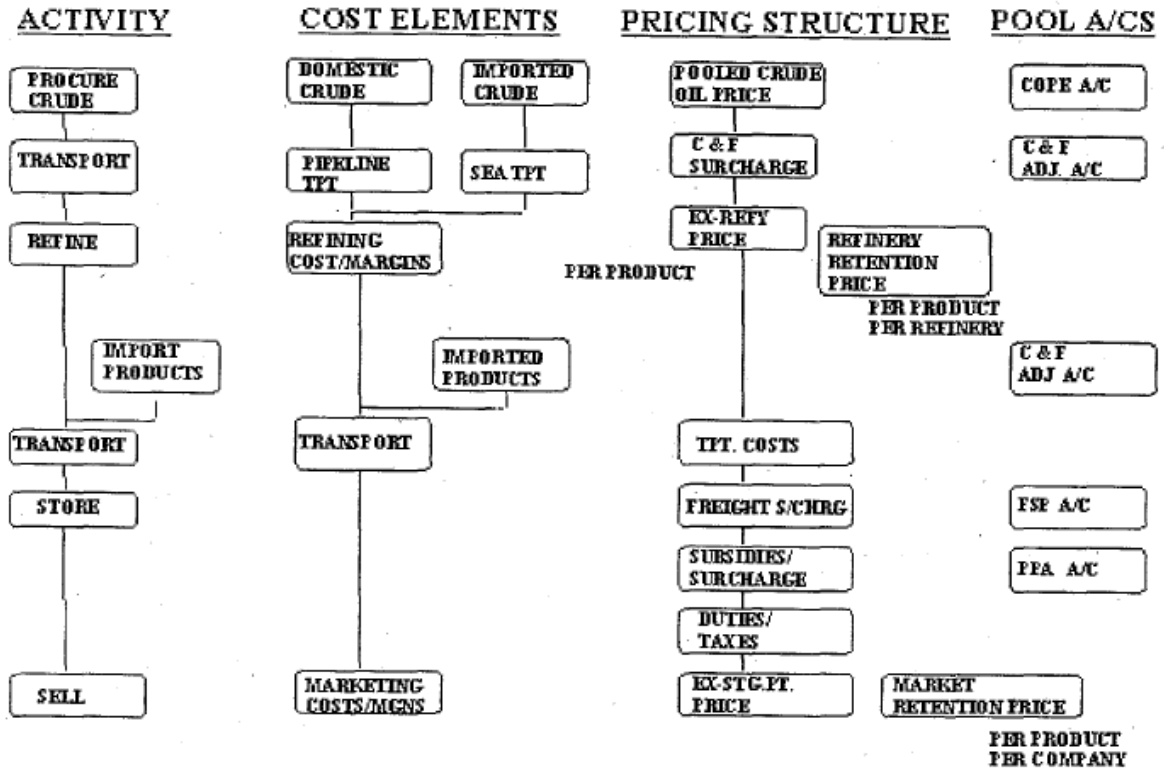 ACTIVITY
COST ELEMENTS
PRICING STRUCTURE
POOL A/CS
PROCURE
CRUDE
TRANSPORT
REFINE
IMPORT
PRODUCTS
TRANSPORT
STORE
SELL
DOMESTIC
CRUDE
IMPORTED
CRUDE
PIPELINE
TPT
SEA TPT
REFINING
COST/MARGINS
IMPORTED
PRODUCTS
TRANSPORT
MARKETING
COSTS/MGNS
POOLED CRUDE
OIL PRICE
C & F
SURCHARGE
EX-REFY
PRICE
PER PRODUCT
REFINERY
RETENTION
PRICE
PER PRODUCT
PER REFINERY
TPT. COSTS
FREIGHT S/CHRG
SUBSIDIES/
SURCHARGE
DUTIES/
TAXES
EX-STG.PT.
PRICE
MARKET
RETENTION PRICE
PER PRODUCT
PER COMPANY
COPE A/C
C & F
ADJ. A/C
C & F
ADJ A/C
FSP A/C
PPA A/C